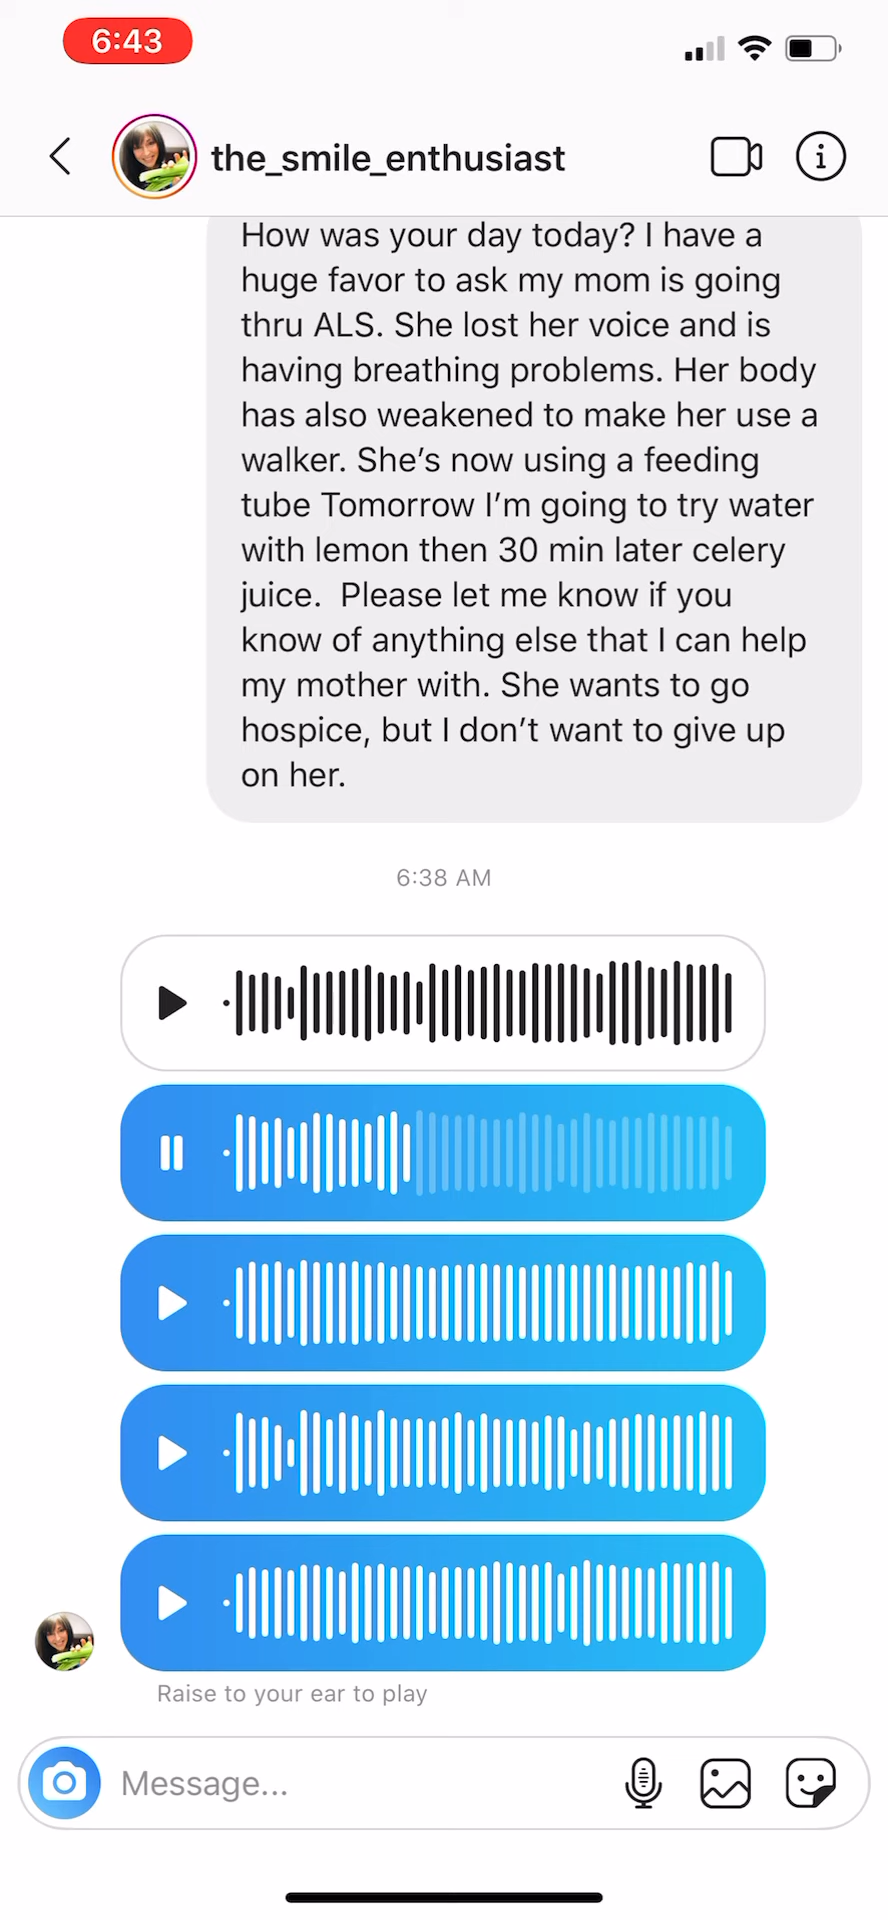 6:43
the_smile_enthusiast
How was your day today? I have a
huge favor to ask my mom is going
thru ALS. She lost her voice and is
having breathing problems. Her body
has also weakened to make her use a
walker. She’s now using a feeding
tube Tomorrow I’m going to try water
with lemon then 30 min later celery
juice.  Please let me know if you
know of anything else that I can help
my mother with. She wants to go
hospice, but I don’t want to give up
on her.
6:38 AM
Raise to your ear to play
Message...